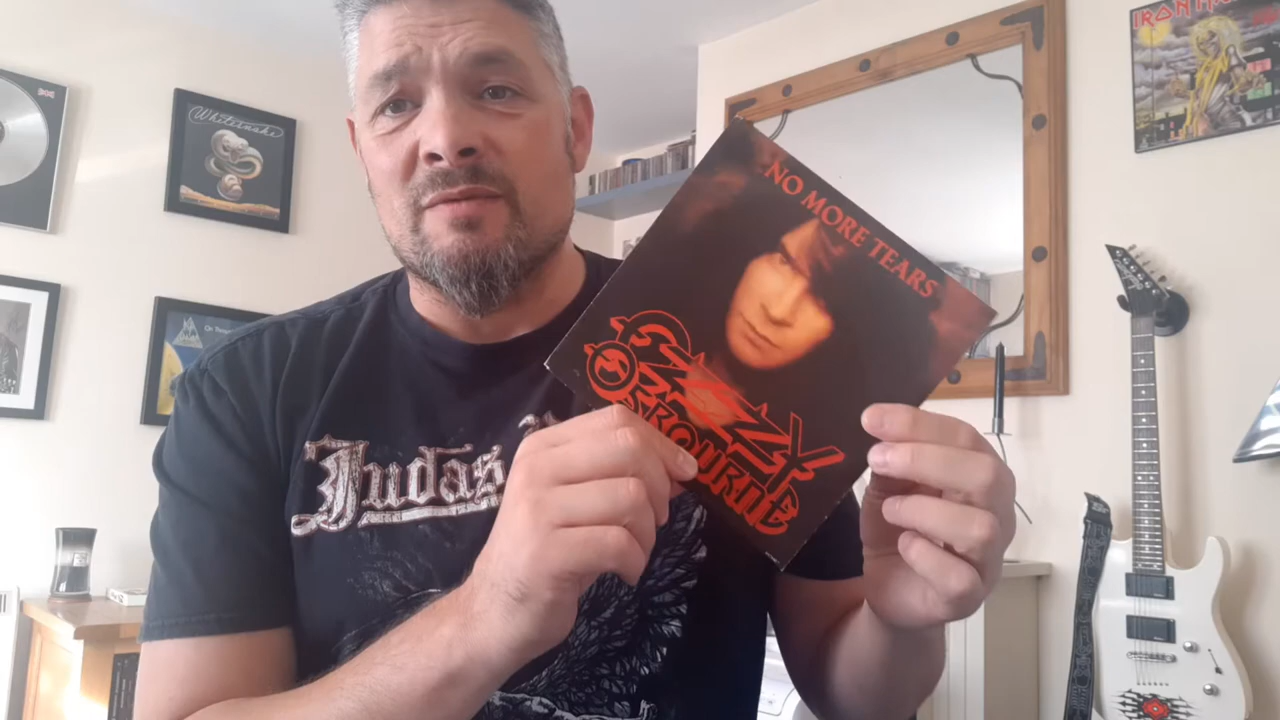 Whitesnake
IRON MAIDEN
NO MORE TEARS
OZZY
OSBOURNE
Judas